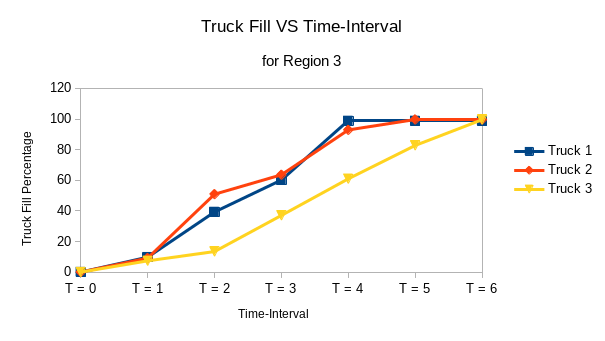 Truck Fill VS Time-Interval
for Region 3
Truck Fill Percentage
120
100
80
60
40
20
0
T = 0 T = 1 T = 2 T = 3 T = 4 T = 5 T = 6
Time-Interval
Truck 1
Truck 2
Truck 3